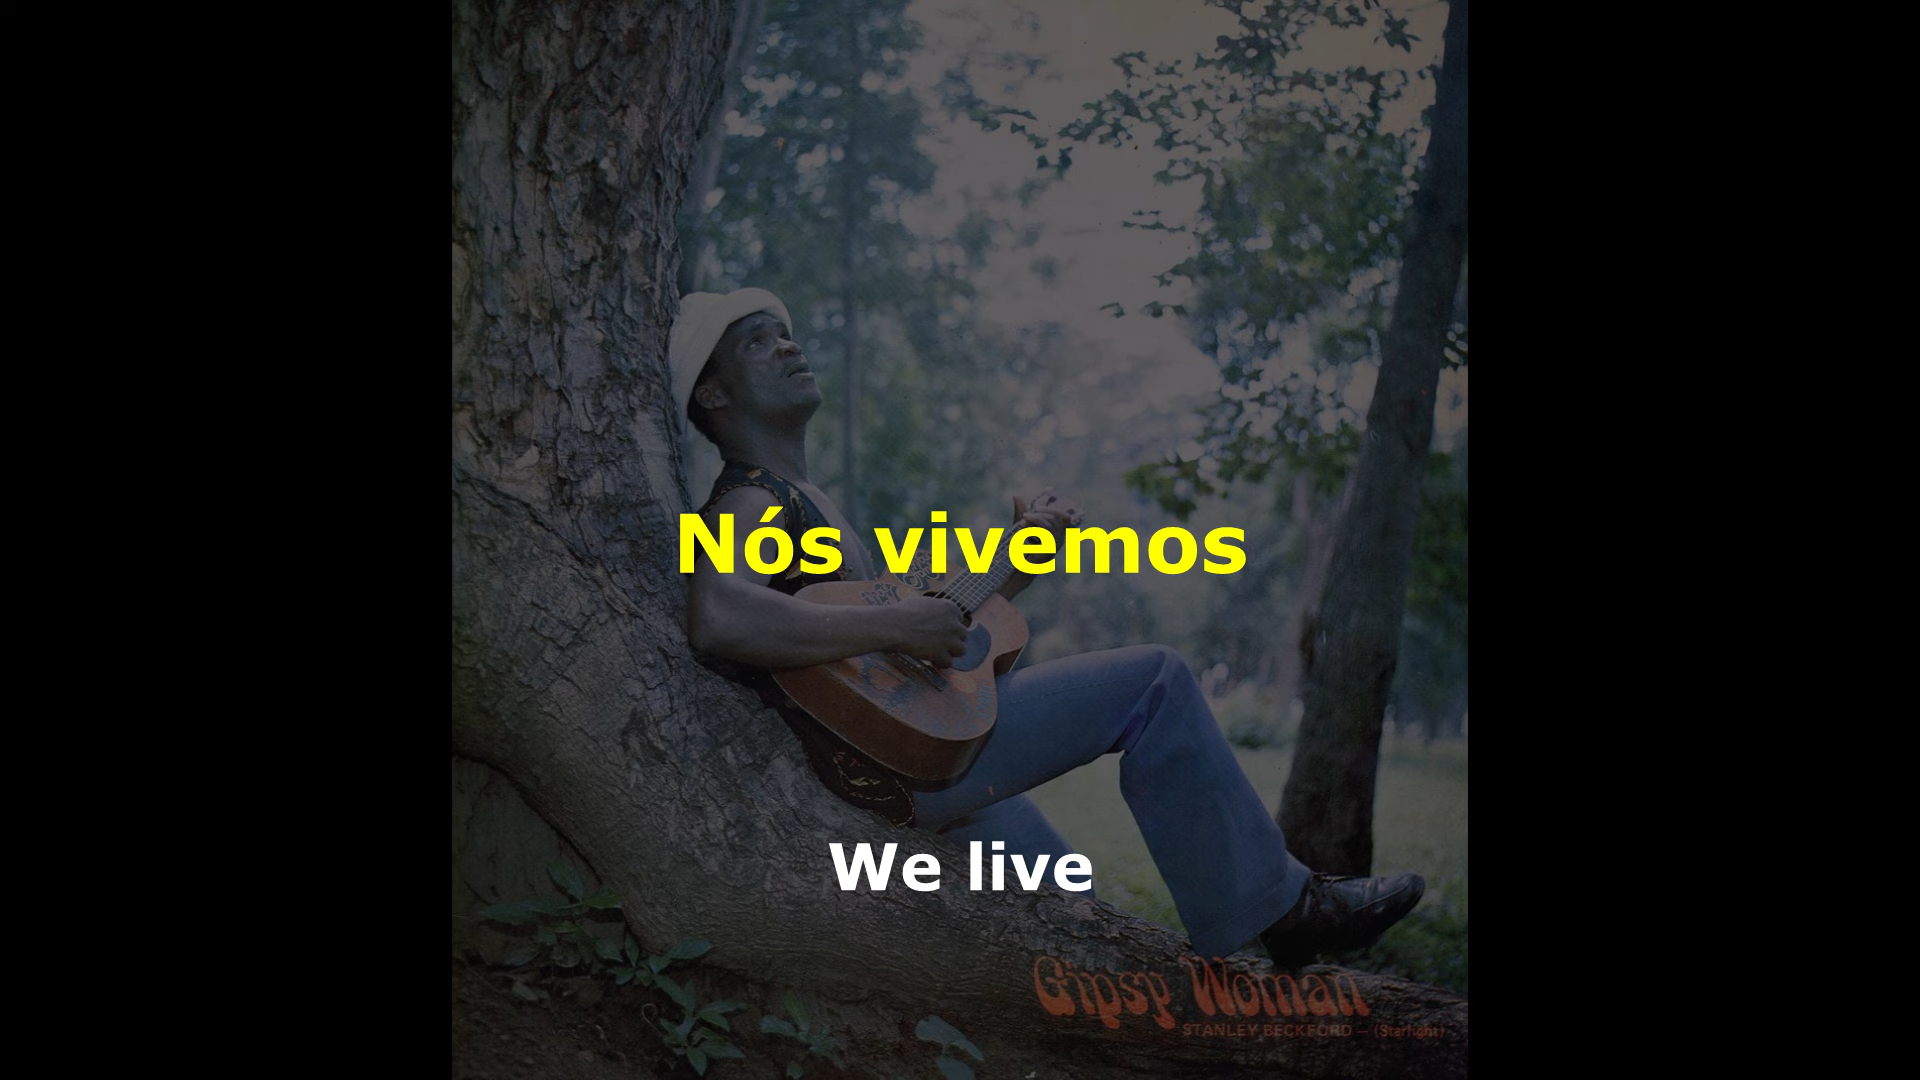 Nós vivemos
We live
Gipsy Woman
STANLEY BECKFORD – (Starlight)